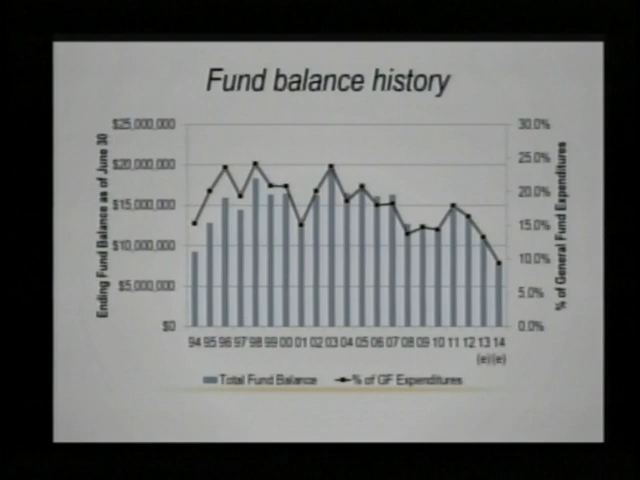 Fund balance history
$25,000,000
$20,000,000
$15,000,000
$10,000,000
$5,000,000
$0
Ending Fund Balance as of June 30
30.0%
25.0%
20.0%
15.0%
10.0%
5.0%
0.0%
% of General Fund Expenditures
94 95 96 97 98 99 00 01 02 03 04 05 06 07 08 09 10 11 12 13 14
(e)(e)
Total Fund Balance
% of GF Expenditures